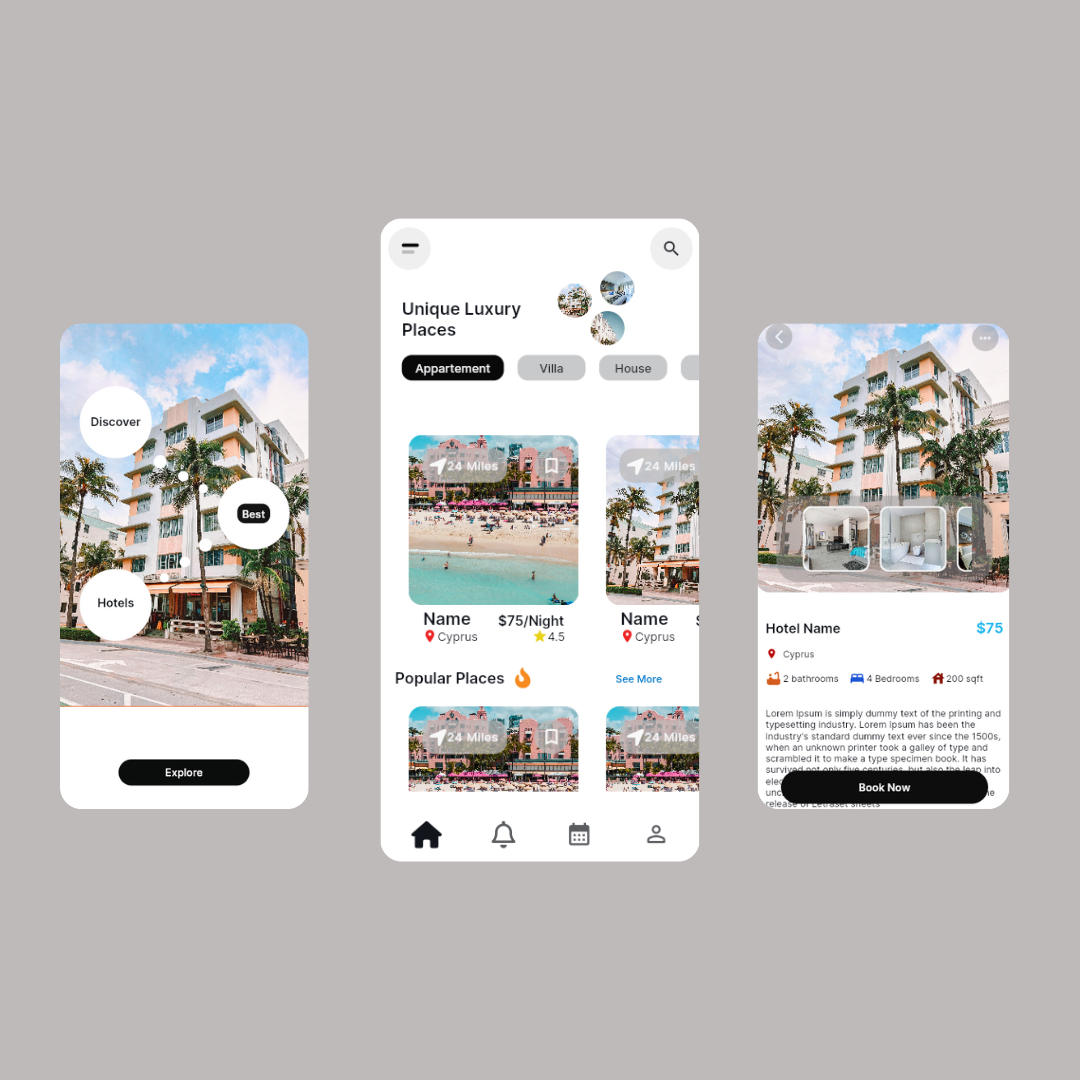 Discover
Best
Hotels
Explore
Unique Luxury
Places
Appartement
Villa
House
24 Miles
24 Miles
Name
$75/Night
Cyprus
4.5
Name
Cyprus
Popular Places
See More
24 Miles
24 Miles
Hotel Name
$75
Cyprus
2 bathrooms
4 Bedrooms
200 sqft
Lorem Ipsum is simply dummy text of the printing and
typesetting industry. Lorem Ipsum has been the
industry's standard dummy text ever since the 1500s,
when an unknown printer took a galley of type and
scrambled it to make a type specimen book. It has
survived not only five centuries, but also the leap into
Book Now
release of Letraset sheets